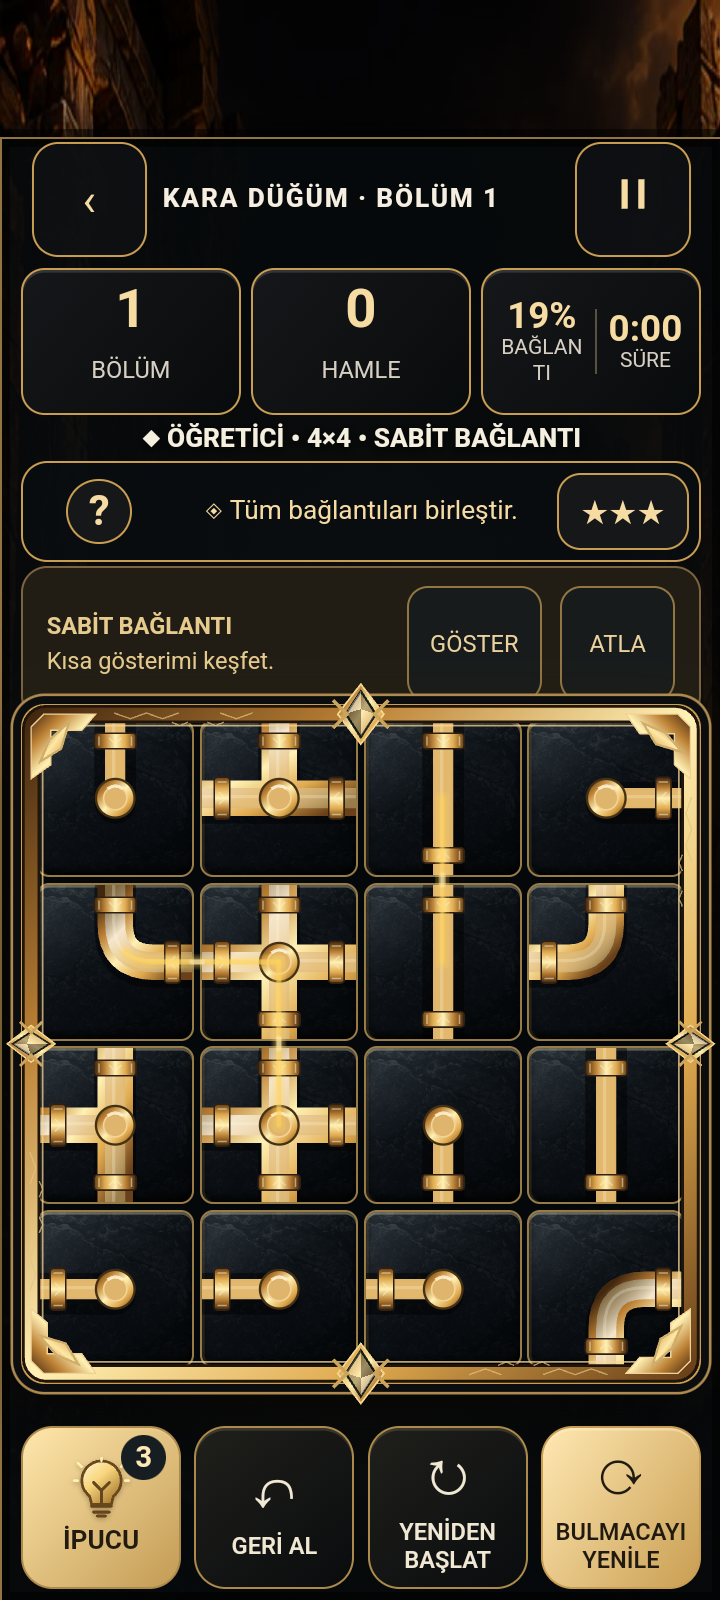 KARA DÜĞÜM · BÖLÜM 1
1
BÖLÜM
0
HAMLE
19%
BAĞLAN
TI
0:00
SÜRE
◆ ÖĞRETİCİ • 4×4 • SABİT BAĞLANTI
?
◈ Tüm bağlantıları birleştir.
★★★
SABİT BAĞLANTI
Kısa gösterimi keşfet.
GÖSTER
ATLA
3
İPUCU
GERİ AL
YENİDEN
BAŞLAT
BULMACAYI
YENİLE